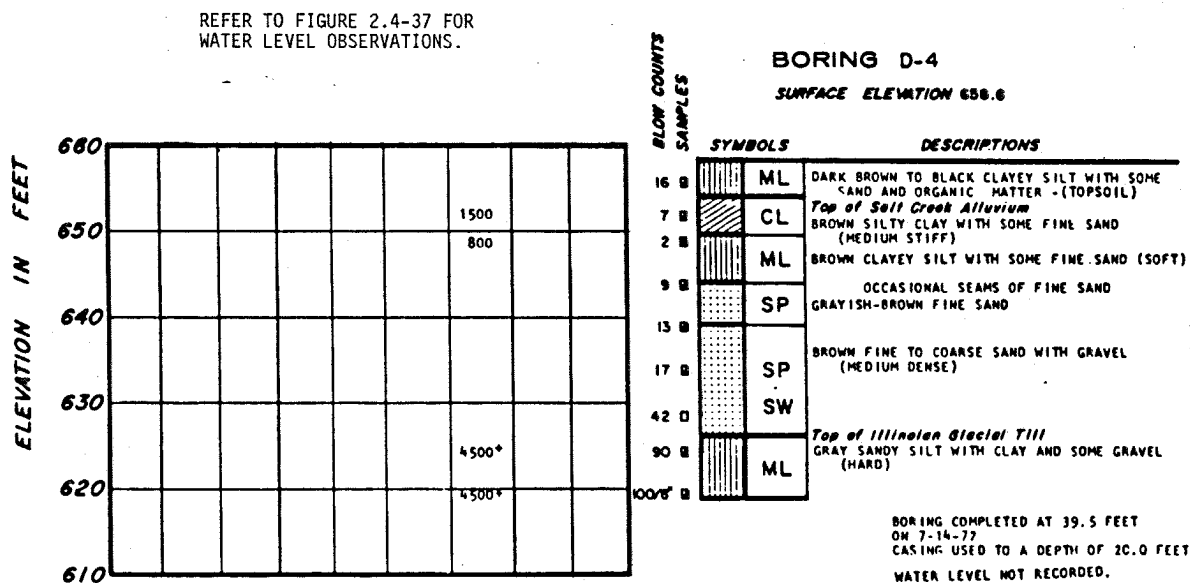 REFER TO FIGURE 2.4-37 FOR
WATER LEVEL OBSERVATIONS.
BORING D-4
SURFACE ELEVATION 658.6
BLOW COUNTS
SAMPLES
SYMBOLS
DESCRIPTIONS
ELEVATION IN FEET
660
650
640
630
620
610
1500
800
4500+
4500+
16 ML DARK BROWN TO BLACK CLAYEY SILT WITH SOME
SAND AND ORGANIC MATTER -(TOPSOIL)
Top of Salt Creek Alluvium
7 CL BROWN SILTY CLAY WITH SOME FINE SAND
(MEDIUM STIFF)
2
ML BROWN CLAYEY SILT WITH SOME FINE SAND (SOFT)
9 OCCASIONAL SEAMS OF FINE SAND
SP GRAYISH-BROWN FINE SAND
13
BROWN FINE TO COARSE SAND WITH GRAVEL
17 SP (MEDIUM DENSE)
SW
42
Top of Illinoian Glacial Till
90 GRAY SANDY SILT WITH CLAY AND SOME GRAVEL
ML (HARD)
BORING COMPLETED AT 39.5 FEET
ON 7-14-77
CASING USED TO A DEPTH OF 20.0 FEET
WATER LEVEL NOT RECORDED.